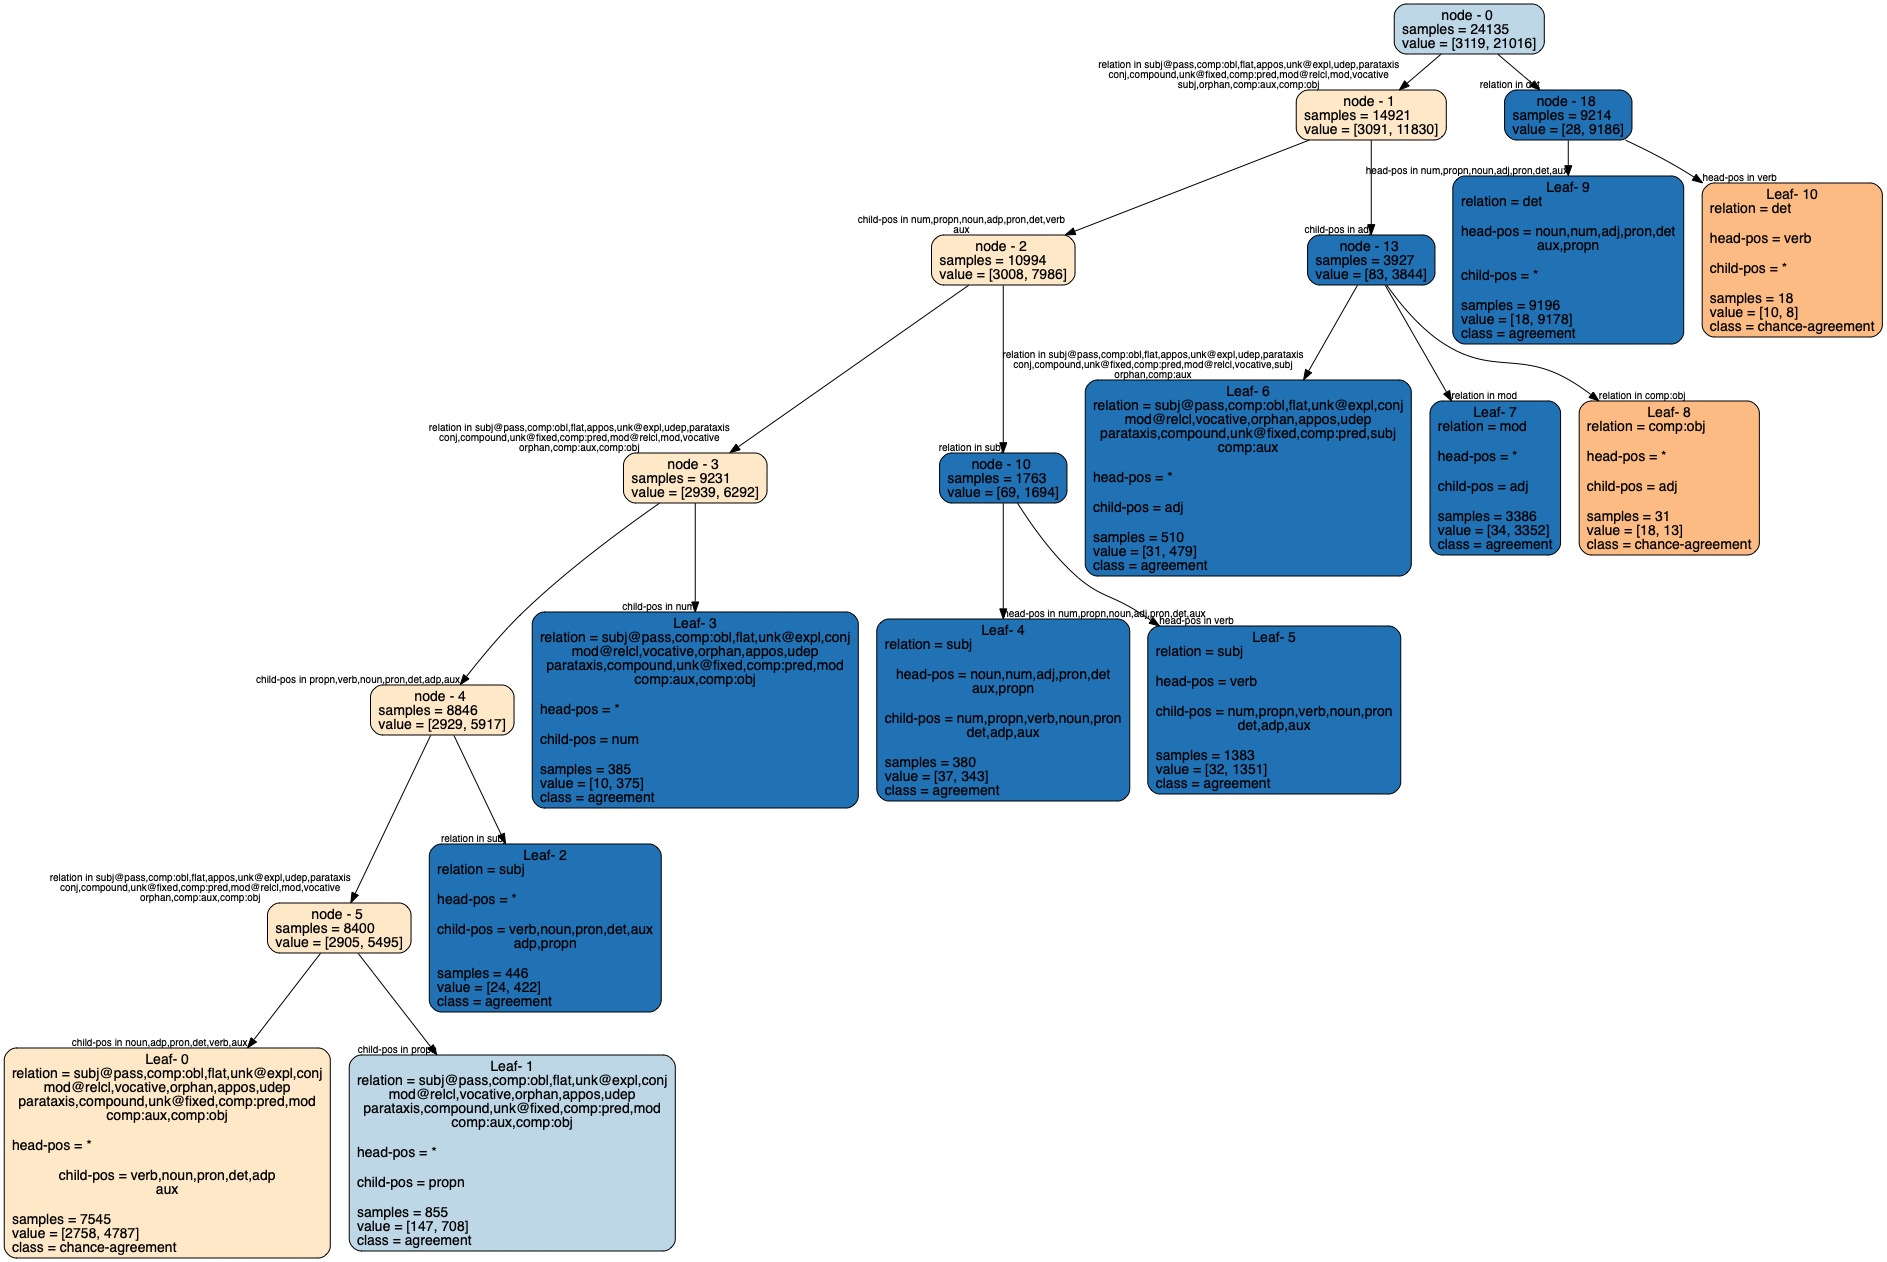 node - 0
samples = 24135
value = [3119, 21016]
relation in subj@pass,comp:obl,flat,appos,unk@expl,udep,parataxis
conj,compound,unk@fixed,comp:pred,mod@relcl,mod,vocative
subj,orphan,comp:aux,comp:obj
relation in det
node - 1
samples = 14921
value = [3091, 11830]
node - 18
samples = 9214
value = [28, 9186]
head-pos in num,propn,noun,adj,pron,det,aux
head-pos in verb
Leaf- 9
relation = det
head-pos = noun,num,adj,pron,det
aux,propn
child-pos = *
samples = 9196
value = [18, 9178]
class = agreement
Leaf- 10
relation = det
head-pos = verb
child-pos = *
samples = 18
value = [10, 8]
class = chance-agreement
child-pos in num,propn,noun,adp,pron,det,verb
aux
node - 2
samples = 10994
value = [3008, 7986]
child-pos in adj
node - 13
samples = 3927
value = [83, 3844]
relation in subj@pass,comp:obl,flat,appos,unk@expl,udep,parataxis
conj,compound,unk@fixed,comp:pred,mod@relcl,vocative,subj
orphan,comp:aux
Leaf- 6
relation = subj@pass,comp:obl,flat,unk@expl,conj
mod@relcl,vocative,orphan,appos,udep
parataxis,compound,unk@fixed,comp:pred,subj
comp:aux
head-pos = *
child-pos = adj
samples = 510
value = [31, 479]
class = agreement
relation in mod
Leaf- 7
relation = mod
head-pos = *
child-pos = adj
samples = 3386
value = [34, 3352]
class = agreement
relation in comp:obj
Leaf- 8
relation = comp:obj
head-pos = *
child-pos = adj
samples = 31
value = [18, 13]
class = chance-agreement
relation in subj@pass,comp:obl,flat,appos,unk@expl,udep,parataxis
conj,compound,unk@fixed,comp:pred,mod@relcl,mod,vocative
orphan,comp:aux,comp:obj
node - 3
samples = 9231
value = [2939, 6292]
relation in subj
node - 10
samples = 1763
value = [69, 1694]
child-pos in num
Leaf- 3
relation = subj@pass,comp:obl,flat,unk@expl,conj
mod@relcl,vocative,orphan,appos,udep
parataxis,compound,unk@fixed,comp:pred,mod
comp:aux,comp:obj
head-pos = *
child-pos = num
samples = 385
value = [10, 375]
class = agreement
head-pos in num,propn,noun,adj,pron,det,aux
Leaf- 4
relation = subj
head-pos = noun,num,adj,pron,det
aux,propn
child-pos = num,propn,verb,noun,pron
det,adp,aux
samples = 380
value = [37, 343]
class = agreement
head-pos in verb
Leaf- 5
relation = subj
head-pos = verb
child-pos = num,propn,verb,noun,pron
det,adp,aux
samples = 1383
value = [32, 1351]
class = agreement
child-pos in propn,verb,noun,pron,det,adp,aux
node - 4
samples = 8846
value = [2929, 5917]
relation in subj
Leaf- 2
relation = subj
head-pos = *
child-pos = verb,noun,pron,det,aux
adp,propn
samples = 446
value = [24, 422]
class = agreement
relation in subj@pass,comp:obl,flat,appos,unk@expl,udep,parataxis
conj,compound,unk@fixed,comp:pred,mod@relcl,mod,vocative
orphan,comp:aux,comp:obj
node - 5
samples = 8400
value = [2905, 5495]
child-pos in noun,adp,pron,det,verb,aux
Leaf- 0
relation = subj@pass,comp:obl,flat,unk@expl,conj
mod@relcl,vocative,orphan,appos,udep
parataxis,compound,unk@fixed,comp:pred,mod
comp:aux,comp:obj
head-pos = *
child-pos = verb,noun,pron,det,adp
aux
samples = 7545
value = [2758, 4787]
class = chance-agreement
child-pos in propn
Leaf- 1
relation = subj@pass,comp:obl,flat,unk@expl,conj
mod@relcl,vocative,orphan,appos,udep
parataxis,compound,unk@fixed,comp:pred,mod
comp:aux,comp:obj
head-pos = *
child-pos = propn
samples = 855
value = [147, 708]
class = agreement